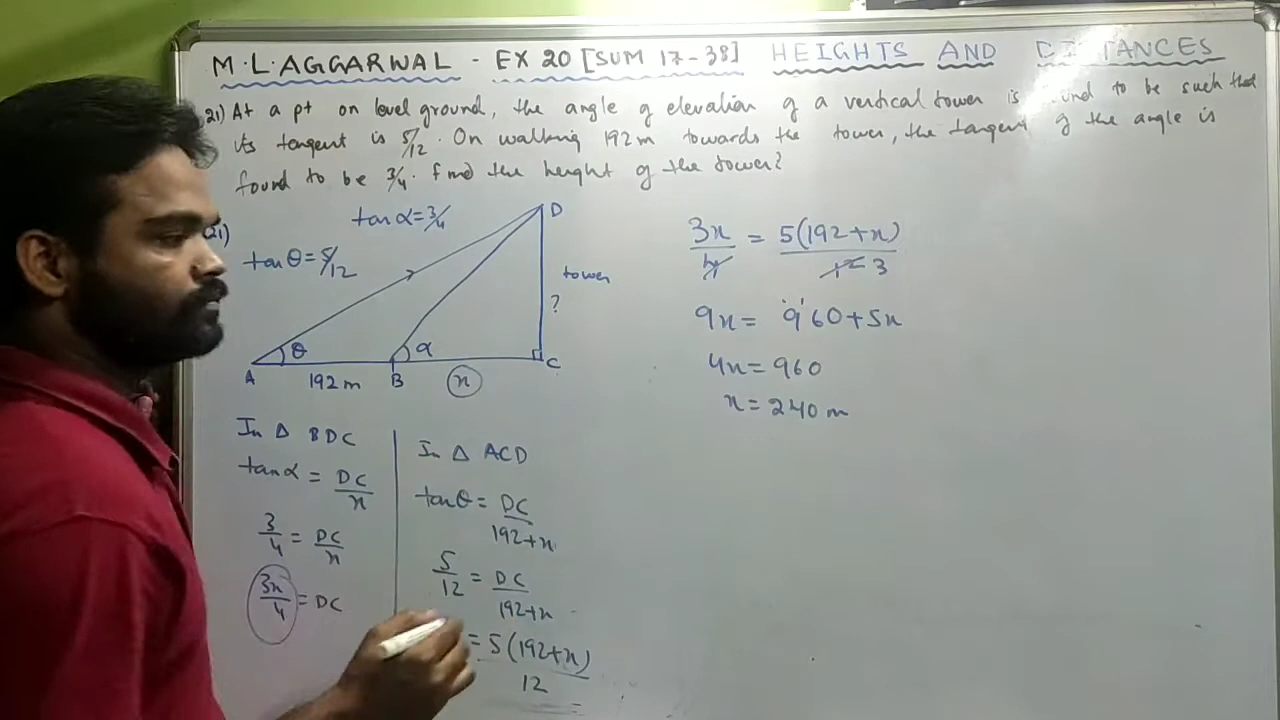 M.L.AGGARWAL - EX 20 [SUM 17-38] HEIGHTS AND DISTANCES
21) At a pt on level ground, the angle of elevation of a vertical tower is found to be such that
its tangent is 5/12. On walking 192m towards the tower, the tangent of the angle is
found to be 3/4. Find the height of the tower?
21)
tan α = 3/4
tan θ = 5/12
D
tower
?
θ
α
A
192 m
B
x
C
In Δ BDC
tan α = DC/x
3/4 = DC/x
3x/4 = DC
In Δ ACD
tan θ = DC/192+x
5/12 = DC/192+x
= 5(192+x)/12
3x/4 = 5(192+x)/12 3
9x = 960+5x
4x = 960
x = 240 m